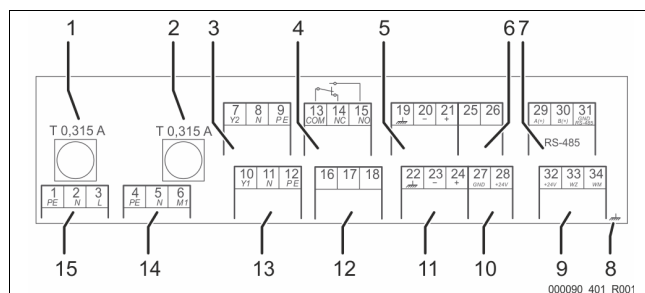 1 2 3 4 5 6 7
T 0,315 A T 0,315 A
7 8 9 13 14 15 19 20 21 25 26 29 30 31
Y2 N PE COM NC NO − + A(+) B(+) GND RS-485
RS-485
1 2 3 4 5 6 10 11 12 16 17 18 22 23 24 27 28 32 33 34
PE N L PE N M1 Y1 N PE − + GND +24V +24V WZ WM
15 14 13 12 11 10 9 8
000090_401_R001